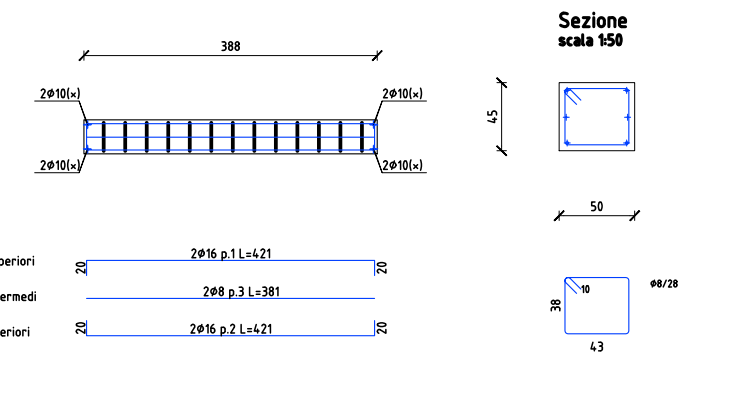 Sezione
scala 1:50
388
2Ø10(×)
2Ø10(×)
2Ø10(×)
2Ø10(×)
45
50
periori
20
2Ø16 p.1 L=421
20
ermedi
2Ø8 p.3 L=381
eriori
20
2Ø16 p.2 L=421
20
10
38
43
Ø8/28